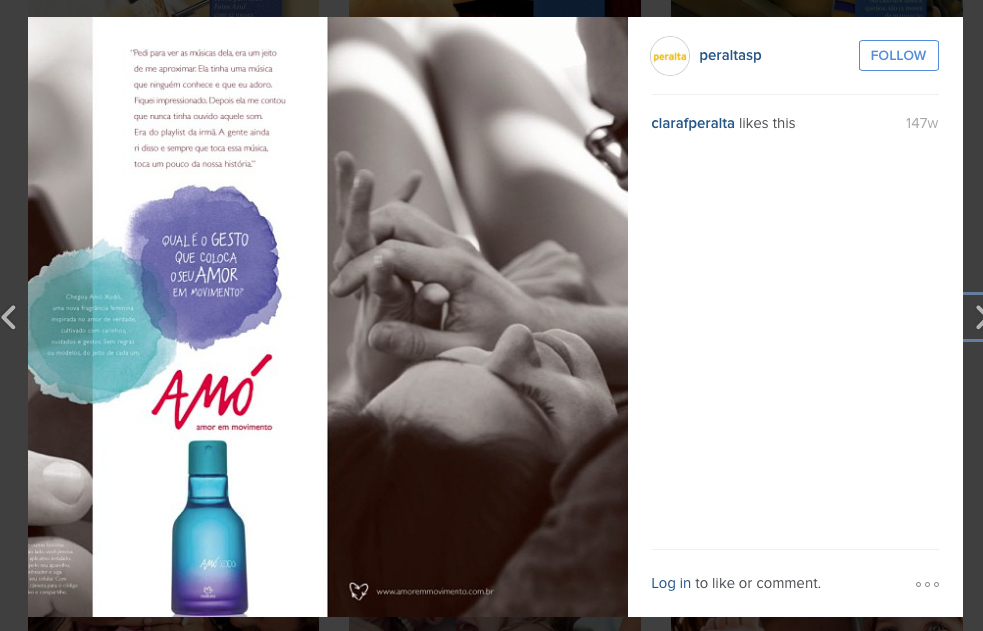 "Pedi para ver as músicas dela, era um jeito
de me aproximar. Ela tinha uma música
que ninguém conhece e que eu adoro.
Fiquei impressionado. Depois ela me contou
que nunca tinha ouvido aquele som.
Era do playlist da irmã. A gente ainda
ri disso e sempre que toca essa música,
toca um pouco da nossa história."
QUAL É O GESTO
QUE COLOCA
O SEU AMOR
EM MOVIMENTO?
Chegou Amó
uma nova fragrância feminina
inspirada no amor de verdade,
cultivado com carinhos,
cuidados e gestos. Sem regras
ou modelos, do jeito de cada um.
AMÓ
amor em movimento
AMÓ
natura
www.amoremmovimento.com.br
peralta
peraltasp
FOLLOW
clarafperalta likes this
147w
Log in to like or comment.